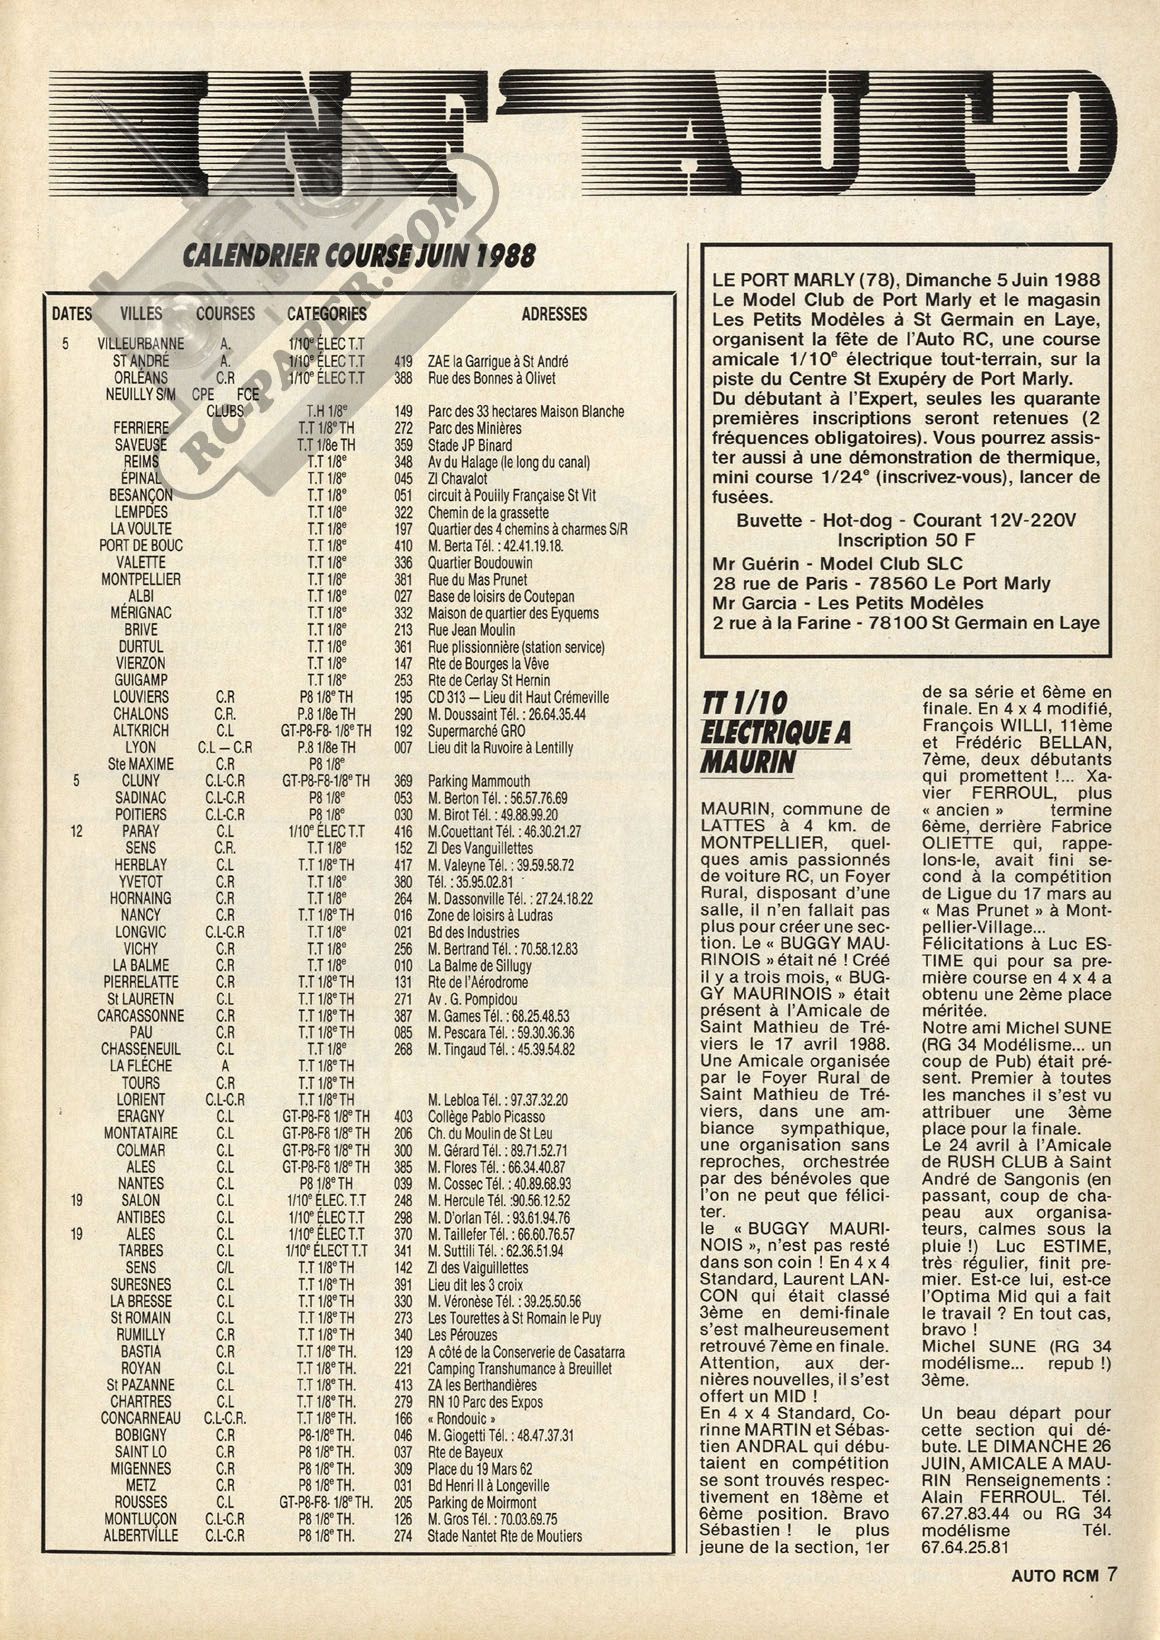 INF' AUTO
RC-PAPER.COM
CALENDRIER COURSE JUIN 1988
DATES VILLES COURSES CATEGORIES ADRESSES
5 VILLEURBANNE A. 1/10e ÉLEC T.T
ST ANDRÉ A. 1/10e ÉLEC T.T 419 ZAE la Garrigue à St André
ORLÉANS C.R 1/10e ÉLEC T.T 388 Rue des Bonnes à Olivet
NEUILLY S/M CPE FCE
CLUBS T.H 1/8e 149 Parc des 33 hectares Maison Blanche
FERRIERE T.T 1/8e TH 272 Parc des Minières
SAVEUSE T.T 1/8e TH 359 Stade JP Binard
REIMS T.T 1/8e 348 Av du Halage (le long du canal)
ÉPINAL T.T 1/8e 045 ZI Chavalot
BESANÇON T.T 1/8e 051 circuit à Pouilly Française St Vit
LEMPDES T.T 1/8e 322 Chemin de la grassette
LA VOULTE T.T 1/8e 197 Quartier des 4 chemins à charmes S/R
PORT DE BOUC T.T 1/8e 410 M. Berta Tél. : 42.41.19.18.
VALETTE T.T 1/8e 336 Quartier Boudouwin
MONTPELLIER T.T 1/8e 381 Rue du Mas Prunet
ALBI T.T 1/8e 027 Base de loisirs de Coutepan
MÉRIGNAC T.T 1/8e 332 Maison de quartier des Eyquems
BRIVE T.T 1/8e 213 Rue Jean Moulin
DURTUL T.T 1/8e 361 Rue plissionnière (station service)
VIERZON T.T 1/8e 147 Rte de Bourges la Vêve
GUIGAMP T.T 1/8e 253 Rte de Cerlay St Hernin
LOUVIERS C.R P8 1/8e TH 195 CD 313 — Lieu dit Haut Crémeville
CHALONS C.R. P.8 1/8e TH 290 M. Doussaint Tél. : 26.64.35.44
ALTKRICH C.L GT-P8-F8- 1/8e TH 192 Supermarché GRO
LYON C.L — C.R P.8 1/8e TH 007 Lieu dit la Ruvoire à Lentilly
Ste MAXIME C.R P8 1/8e
5 CLUNY C.L-C.R GT-P8-F8-1/8e TH 369 Parking Mammouth
SADINAC C.L-C.R P8 1/8e 053 M. Berton Tél. : 56.57.76.69
POITIERS C.L-C.R P8 1/8e 030 M. Birot Tél. : 49.88.99.20
12 PARAY C.L 1/10e ÉLEC T.T 416 M.Couettant Tél. : 46.30.21.27
SENS C.R. T.T 1/8e 152 ZI Des Vanguillettes
HERBLAY C.L T.T 1/8e TH 417 M. Valeyne Tél. : 39.59.58.72
YVETOT C.R T.T 1/8e 380 Tél. : 35.95.02.81
HORNAING C.R T.T 1/8e 264 M. Dassonville Tél. : 27.24.18.22
NANCY C.R T.T 1/8e TH 016 Zone de loisirs à Ludras
LONGVIC C.L-C.R T.T 1/8e TH 021 Bd des Industries
VICHY C.R T.T 1/8e TH 256 M. Bertrand Tél. : 70.58.12.83
LA BALME C.R T.T 1/8e 010 La Balme de Sillugy
PIERRELATTE C.R T.T 1/8e TH 131 Rte de l'Aérodrome
St LAURETN C.L T.T 1/8e TH 271 Av . G. Pompidou
CARCASSONNE C.R T.T 1/8e TH 387 M. Games Tél. : 68.25.48.53
PAU C.R T.T 1/8e TH 085 M. Pescara Tél. : 59.30.36.36
CHASSENEUIL C.L T.T 1/8e 268 M. Tingaud Tél. : 45.39.54.82
LA FLÈCHE A T.T 1/8e TH
TOURS C.R T.T 1/8e TH
LORIENT C.L-C.R T.T 1/8e TH M. Lebloa Tél. : 97.37.32.20
ERAGNY C.L GT-P8-F8 1/8e TH 403 Collège Pablo Picasso
MONTATAIRE C.L GT-P8-F8 1/8e TH 206 Ch. du Moulin de St Leu
COLMAR C.L GT-P8-F8 1/8e TH 300 M. Gérard Tél. : 89.71.52.71
ALES C.L GT-P8-F8 1/8e TH 385 M. Flores Tél. : 66.34.40.87
NANTES C.L P8 1/8e TH 039 M. Cossec Tél. : 40.89.68.93
19 SALON C.L 1/10e ÉLEC. T.T 248 M. Hercule Tél. :90.56.12.52
ANTIBES C.L 1/10e ÉLEC T.T 298 M. D'orlan Tél. : 93.61.94.76
19 ALES C.L 1/10e ÉLEC T.T 370 M. Taillefer Tél. : 66.60.76.57
TARBES C.L 1/10e ÉLECT T.T 341 M. Suttili Tél. : 62.36.51.94
SENS C/L T.T 1/8e TH 142 ZI des Vaiguillettes
SURESNES C.L T.T 1/8e TH 391 Lieu dit les 3 croix
LA BRESSE C.L T.T 1/8e TH 330 M. Véronèse Tél. : 39.25.50.56
St ROMAIN C.L T.T 1/8e TH 273 Les Tourettes à St Romain le Puy
RUMILLY C.R T.T 1/8e TH 340 Les Pérouzes
BASTIA C.R T.T 1/8e TH. 129 A côté de la Conserverie de Casatarra
ROYAN C.L T.T 1/8e TH. 221 Camping Transhumance à Breuillet
St PAZANNE C.L T.T 1/8e TH. 413 ZA les Berthandières
CHARTRES C.L T.T 1/8e TH. 279 RN 10 Parc des Expos
CONCARNEAU C.L-C.R. T.T 1/8e TH. 166 « Rondouic »
BOBIGNY C.R P8-1/8e TH. 046 M. Giogetti Tél. : 48.47.37.31
SAINT LO C.R P8 1/8e TH. 037 Rte de Bayeux
MIGENNES C.R P8 1/8e TH. 309 Place du 19 Mars 62
METZ C.R P8 1/8e TH. 031 Bd Henri II à Longeville
ROUSSES C.L GT-P8-F8- 1/8e TH. 205 Parking de Moirmont
MONTLUÇON C.L-C.R P8 1/8e TH. 126 M. Gros Tél. : 70.03.69.75
ALBERTVILLE C.L-C.R P8 1/8e TH. 274 Stade Nantet Rte de Moutiers
LE PORT MARLY (78), Dimanche 5 Juin 1988
Le Model Club de Port Marly et le magasin
Les Petits Modèles à St Germain en Laye,
organisent la fête de l'Auto RC, une course
amicale 1/10e électrique tout-terrain, sur la
piste du Centre St Exupéry de Port Marly.
Du débutant à l'Expert, seules les quarante
premières inscriptions seront retenues (2
fréquences obligatoires). Vous pourrez assis-
ter aussi à une démonstration de thermique,
mini course 1/24e (inscrivez-vous), lancer de
fusées.
Buvette - Hot-dog - Courant 12V-220V
Inscription 50 F
Mr Guérin - Model Club SLC
28 rue de Paris - 78560 Le Port Marly
Mr Garcia - Les Petits Modèles
2 rue à la Farine - 78100 St Germain en Laye
TT 1/10
ELECTRIQUE A
MAURIN
MAURIN, commune de
LATTES à 4 km. de
MONTPELLIER, quel-
ques amis passionnés
de voiture RC, un Foyer
Rural, disposant d'une
salle, il n'en fallait pas
plus pour créer une sec-
tion. Le « BUGGY MAU-
RINOIS » était né ! Créé
il y a trois mois, « BUG-
GY MAURINOIS » était
présent à l'Amicale de
Saint Mathieu de Tré-
viers le 17 avril 1988.
Une Amicale organisée
par le Foyer Rural de
Saint Mathieu de Tré-
viers, dans une am-
biance sympathique,
une organisation sans
reproches, orchestrée
par des bénévoles que
l'on ne peut que félici-
ter.
le « BUGGY MAURI-
NOIS », n'est pas resté
dans son coin ! En 4 x 4
Standard, Laurent LAN-
CON qui était classé
3ème en demi-finale
s'est malheureusement
retrouvé 7ème en finale.
Attention, aux der-
nières nouvelles, il s'est
offert un MID !
En 4 x 4 Standard, Co-
rinne MARTIN et Sébas-
tien ANDRAL qui débu-
taient en compétition
se sont trouvés respec-
tivement en 18ème et
6ème position. Bravo
Sébastien ! le plus
jeune de la section, 1er
de sa série et 6ème en
finale. En 4 x 4 modifié,
François WILLI, 11ème
et Frédéric BELLAN,
7ème, deux débutants
qui promettent !... Xa-
vier FERROUL, plus
« ancien » termine
6ème, derrière Fabrice
OLIETTE qui, rappe-
lons-le, avait fini se-
cond à la compétition
de Ligue du 17 mars au
« Mas Prunet » à Mont-
pellier-Village...
Félicitations à Luc ES-
TIME qui pour sa pre-
mière course en 4 x 4 a
obtenu une 2ème place
méritée.
Notre ami Michel SUNE
(RG 34 Modélisme... un
coup de Pub) était pré-
sent. Premier à toutes
les manches il s'est vu
attribuer une 3ème
place pour la finale.
Le 24 avril à l'Amicale
de RUSH CLUB à Saint
André de Sangonis (en
passant, coup de cha-
peau aux organisa-
teurs, calmes sous la
pluie !) Luc ESTIME,
très régulier, finit pre-
mier. Est-ce lui, est-ce
l'Optima Mid qui a fait
le travail ? En tout cas,
bravo !
Michel SUNE (RG 34
modélisme... repub !)
3ème.
Un beau départ pour
cette section qui dé-
bute. LE DIMANCHE 26
JUIN, AMICALE A MAU-
RIN Renseignements :
Alain FERROUL. Tél.
67.27.83.44 ou RG 34
modélisme Tél.
67.64.25.81
AUTO RCM 7